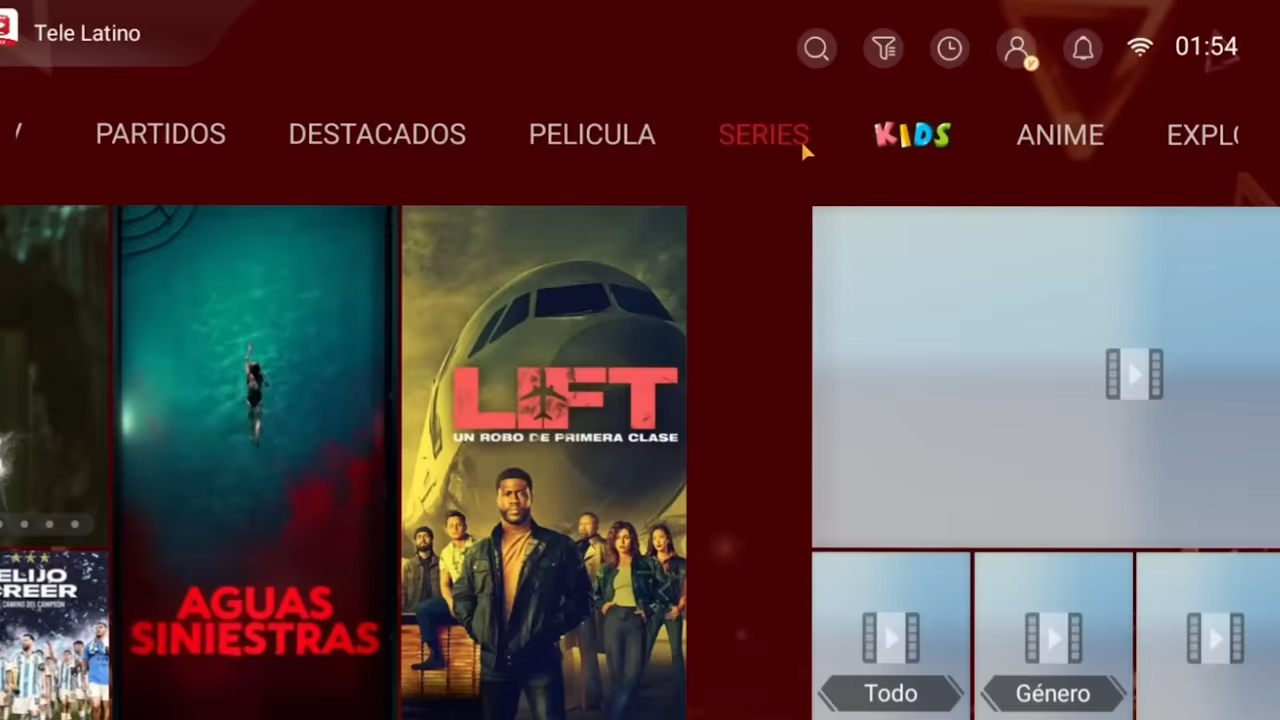 Tele Latino
01:54
PARTIDOS DESTACADOS PELICULA SERIES KIDS ANIME
LIFT
UN ROBO DE PRIMERA CLASE
AGUAS
SINIESTRAS
Todo
Género